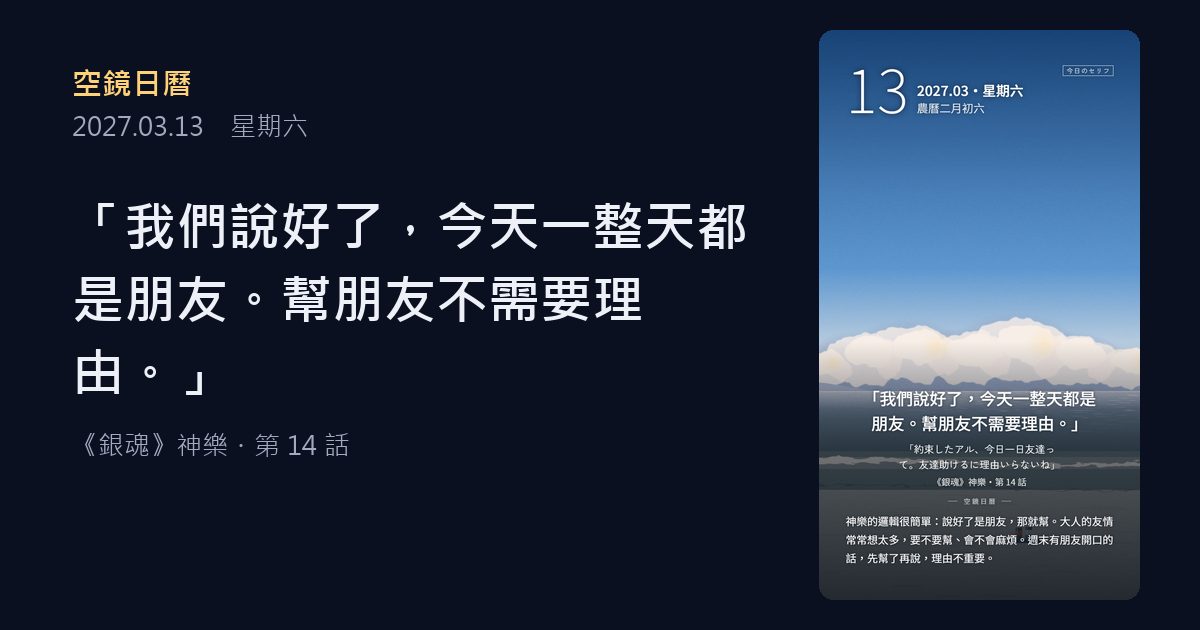 空鏡日曆
2027.03.13　星期六
「我們說好了，今天一整天都
是朋友。幫朋友不需要理
由。」
《銀魂》神樂・第 14 話
今日のセリフ
13
2027.03・星期六
農曆二月初六
「我們說好了，今天一整天都是
朋友。幫朋友不需要理由。」
「約束したアル、今日一日友達っ
て。友達助けるに理由いらないね」
《銀魂》神樂・第 14 話
— 空鏡日曆 —
神樂的邏輯很簡單：說好了是朋友，那就幫。大人的友情
常常想太多，要不要幫、會不會麻煩。週末有朋友開口的
話，先幫了再說，理由不重要。